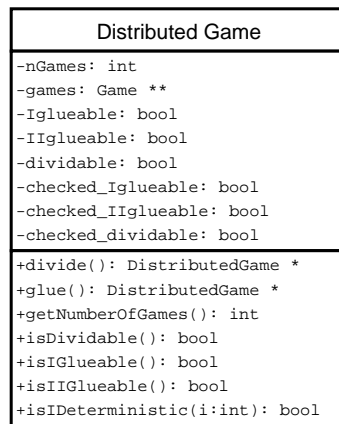 Distributed Game
-nGames: int
-games: Game **
-Iglueable: bool
-IIglueable: bool
-dividable: bool
-checked_Iglueable: bool
-checked_IIglueable: bool
-checked_dividable: bool
+divide(): DistributedGame *
+glue(): DistributedGame *
+getNumberOfGames(): int
+isDividable(): bool
+isIGlueable(): bool
+isIIGlueable(): bool
+isIDeterministic(i:int): bool